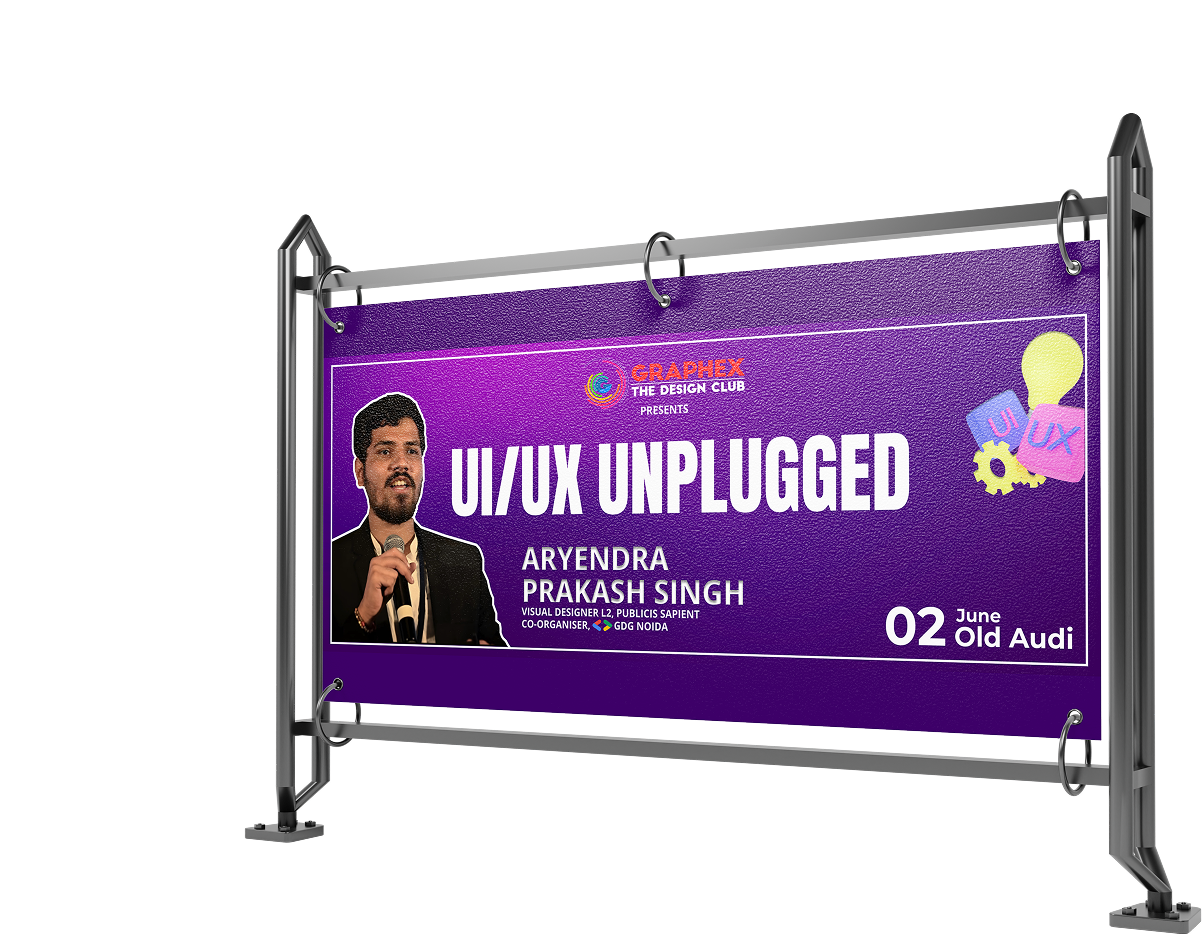 GRAPHEX
THE DESIGN CLUB
PRESENTS
UI/UX UNPLUGGED
UI
UX
ARYENDRA
PRAKASH SINGH
VISUAL DESIGNER L2, PUBLICIS SAPIENT
CO-ORGANISER, GDG NOIDA
02 June
Old Audi